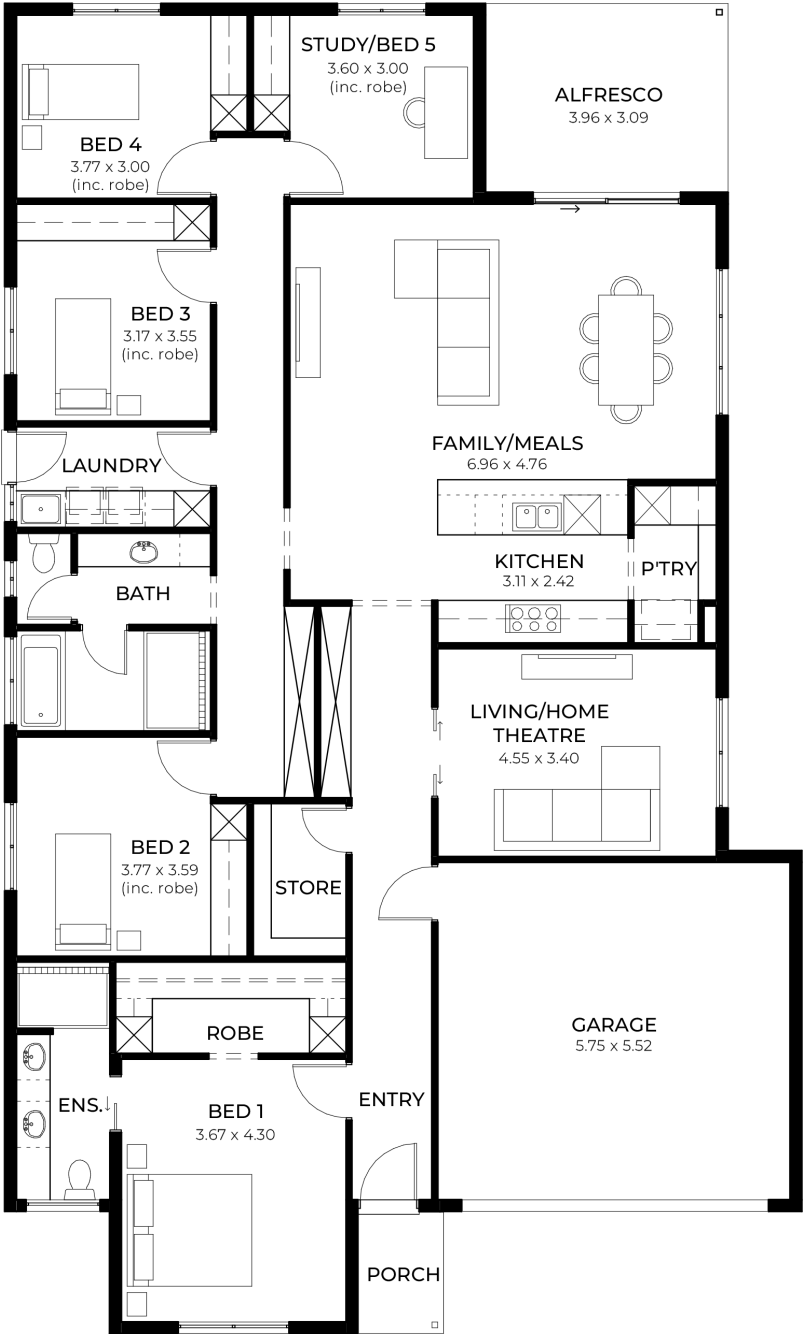 STUDY/BED 5
3.60 x 3.00
(inc. robe)
ALFRESCO
3.96 x 3.09
BED 4
3.77 x 3.00
(inc. robe)
BED 3
3.17 x 3.55
(inc. robe)
FAMILY/MEALS
6.96 x 4.76
LAUNDRY
KITCHEN
3.11 x 2.42
P'TRY
BATH
LIVING/HOME
THEATRE
4.55 x 3.40
BED 2
3.77 x 3.59
(inc. robe)
STORE
ROBE
GARAGE
5.75 x 5.52
ENS.
BED 1
3.67 x 4.30
ENTRY
PORCH